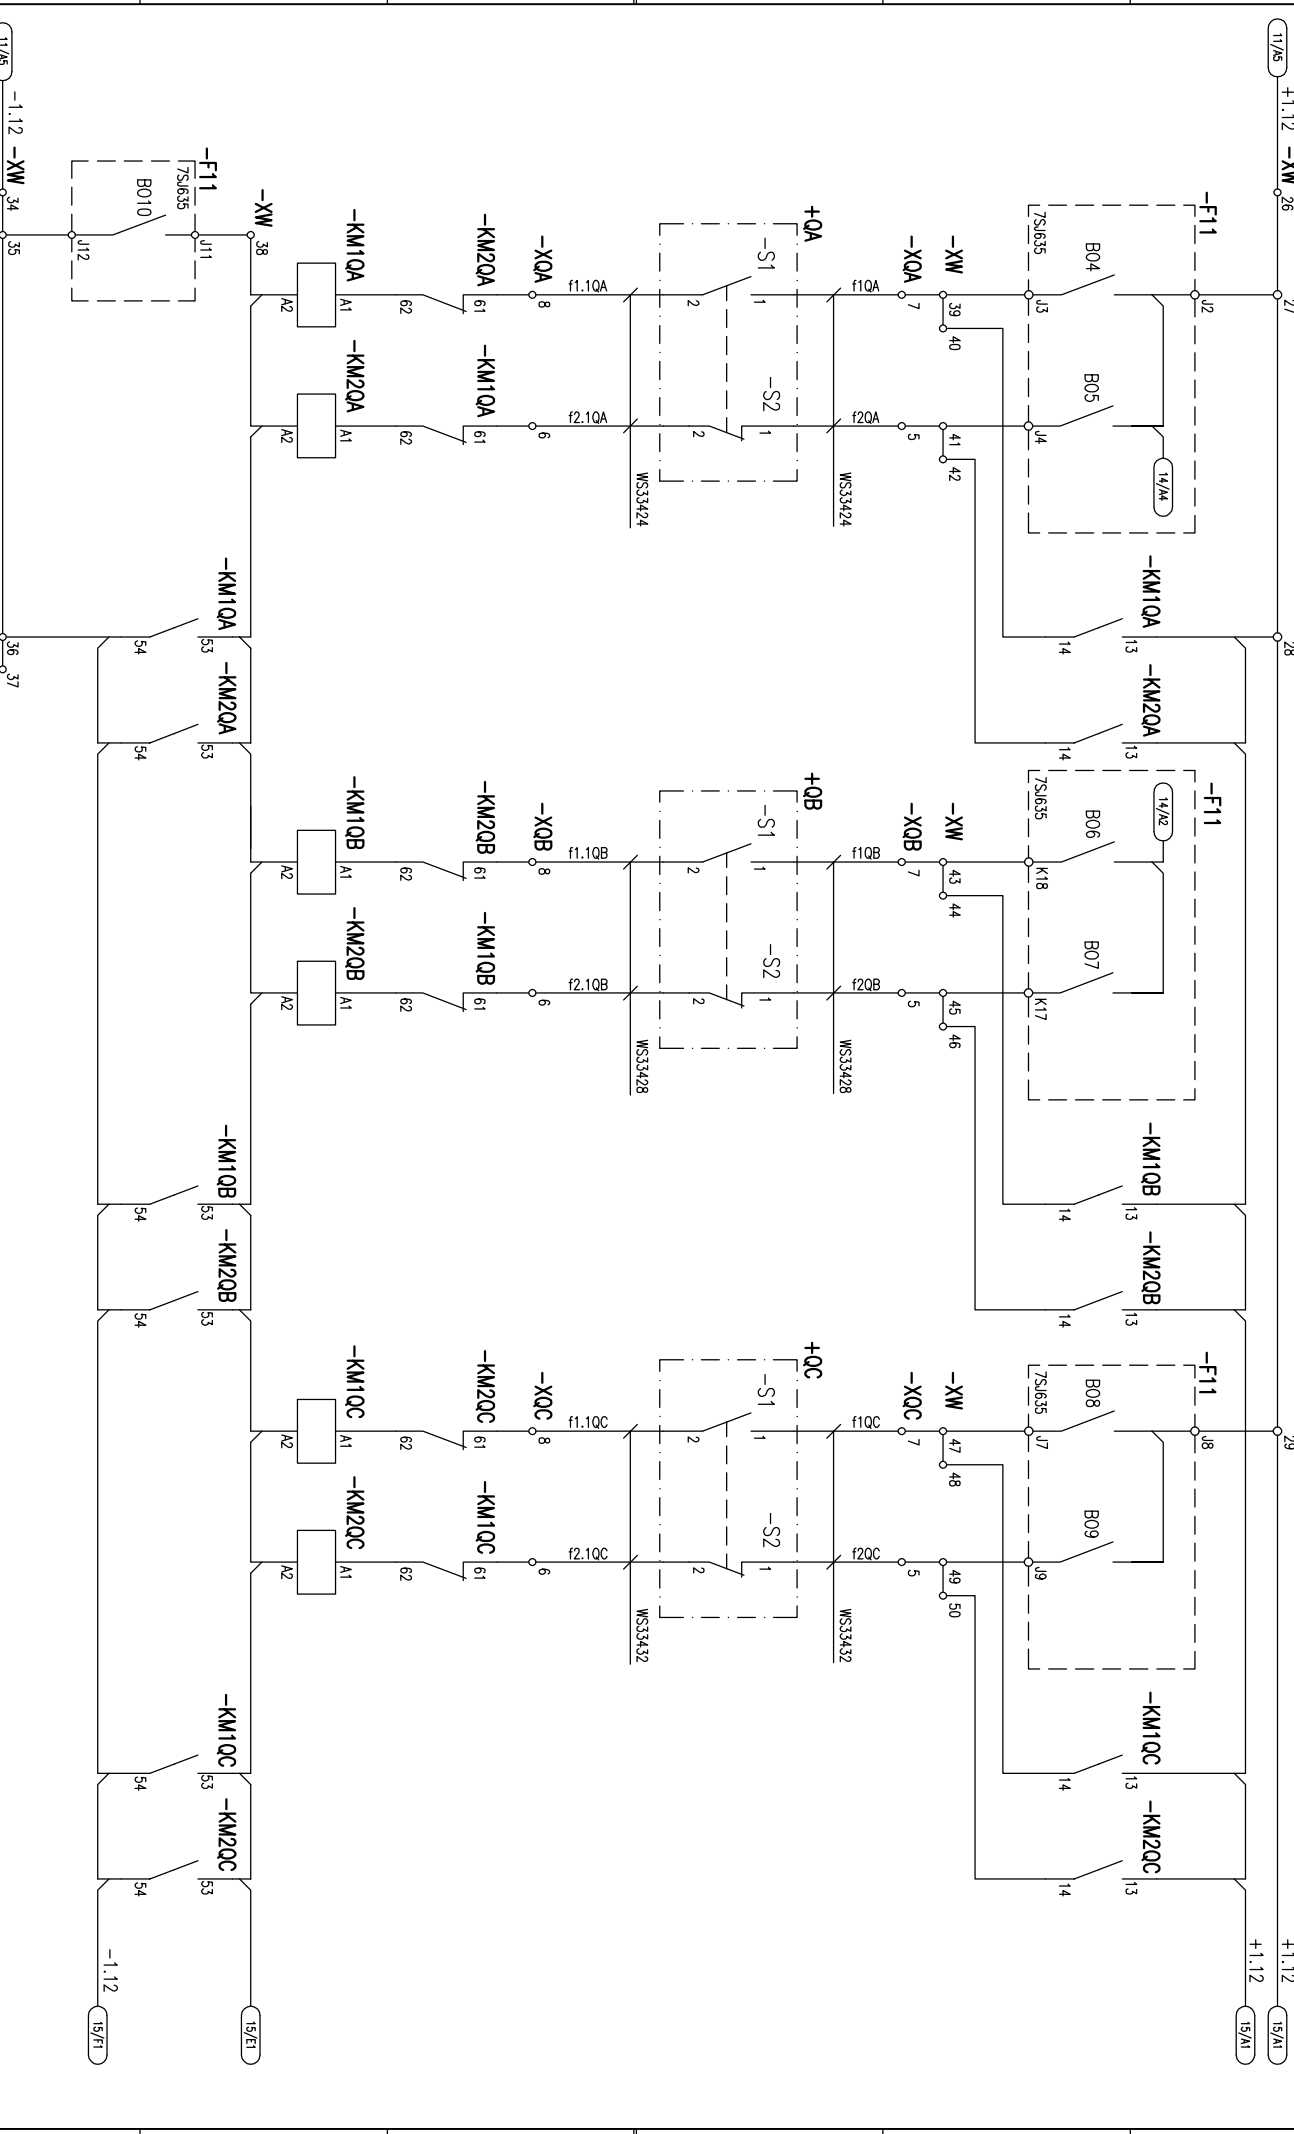 11/A5
+1.12
-XW
26
27
28
29
+1.12
15/A1
+1.12
15/A1
-F11
7SJ635
J2
B04
B05
J3
J4
14/A4
-KM1QA
13
14
-KM2QA
13
14
-F11
7SJ635
14/A2
B06
B07
K18
K17
-KM1QB
13
14
-KM2QB
13
14
-F11
7SJ635
J8
B08
B09
J7
J9
-KM1QC
13
14
-KM2QC
13
14
-XW
39
40
41
42
-XQA
7
5
f1QA
f2QA
WS33424
+QA
-S1
1
2
-S2
1
2
f1.1QA
f2.1QA
WS33424
-XQA
8
6
-KM2QA
61
62
-KM1QA
61
62
-KM1QA
A1
A2
-KM2QA
A1
A2
-XW
43
44
45
46
-XQB
7
5
f1QB
f2QB
WS33428
+QB
-S1
1
2
-S2
1
2
f1.1QB
f2.1QB
WS33428
-XQB
8
6
-KM2QB
61
62
-KM1QB
61
62
-KM1QB
A1
A2
-KM2QB
A1
A2
-XW
47
48
49
50
-XQC
7
5
f1QC
f2QC
WS33432
+QC
-S1
1
2
-S2
1
2
f1.1QC
f2.1QC
WS33432
-XQC
8
6
-KM2QC
61
62
-KM1QC
61
62
-KM1QC
A1
A2
-KM2QC
A1
A2
-XW
38
-F11
7SJ635
J11
B010
J12
-KM1QA
53
54
-KM2QA
53
54
-KM1QB
53
54
-KM2QB
53
54
-KM1QC
53
54
-KM2QC
53
54
15/E1
-1.12
15/F1
11/A5
-1.12
-XW
34
35
36
37